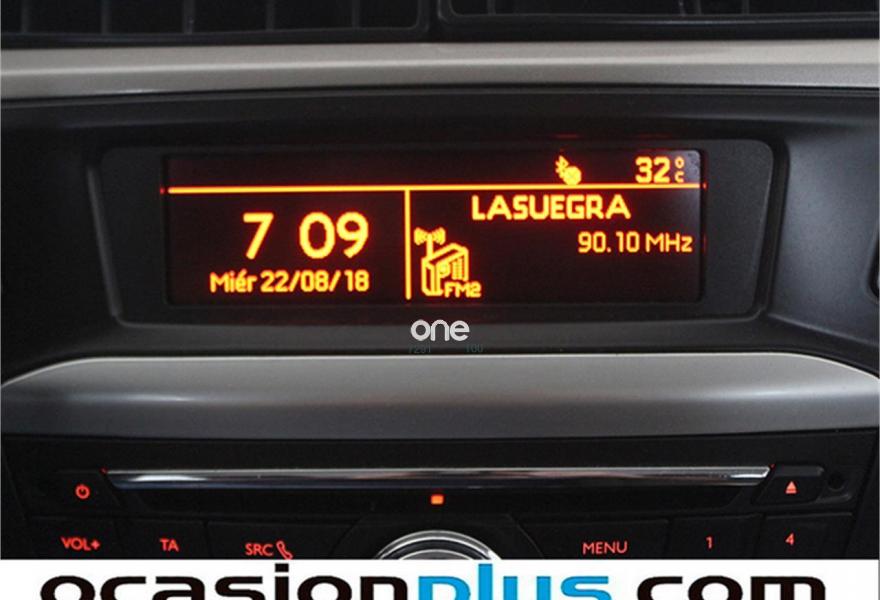 32°C
7 09
Miér 22/08/18
LASUEGRA
90.10 MHz
FM2
one
VOL+ TA SRC MENU 1 4
ocasionplus.com